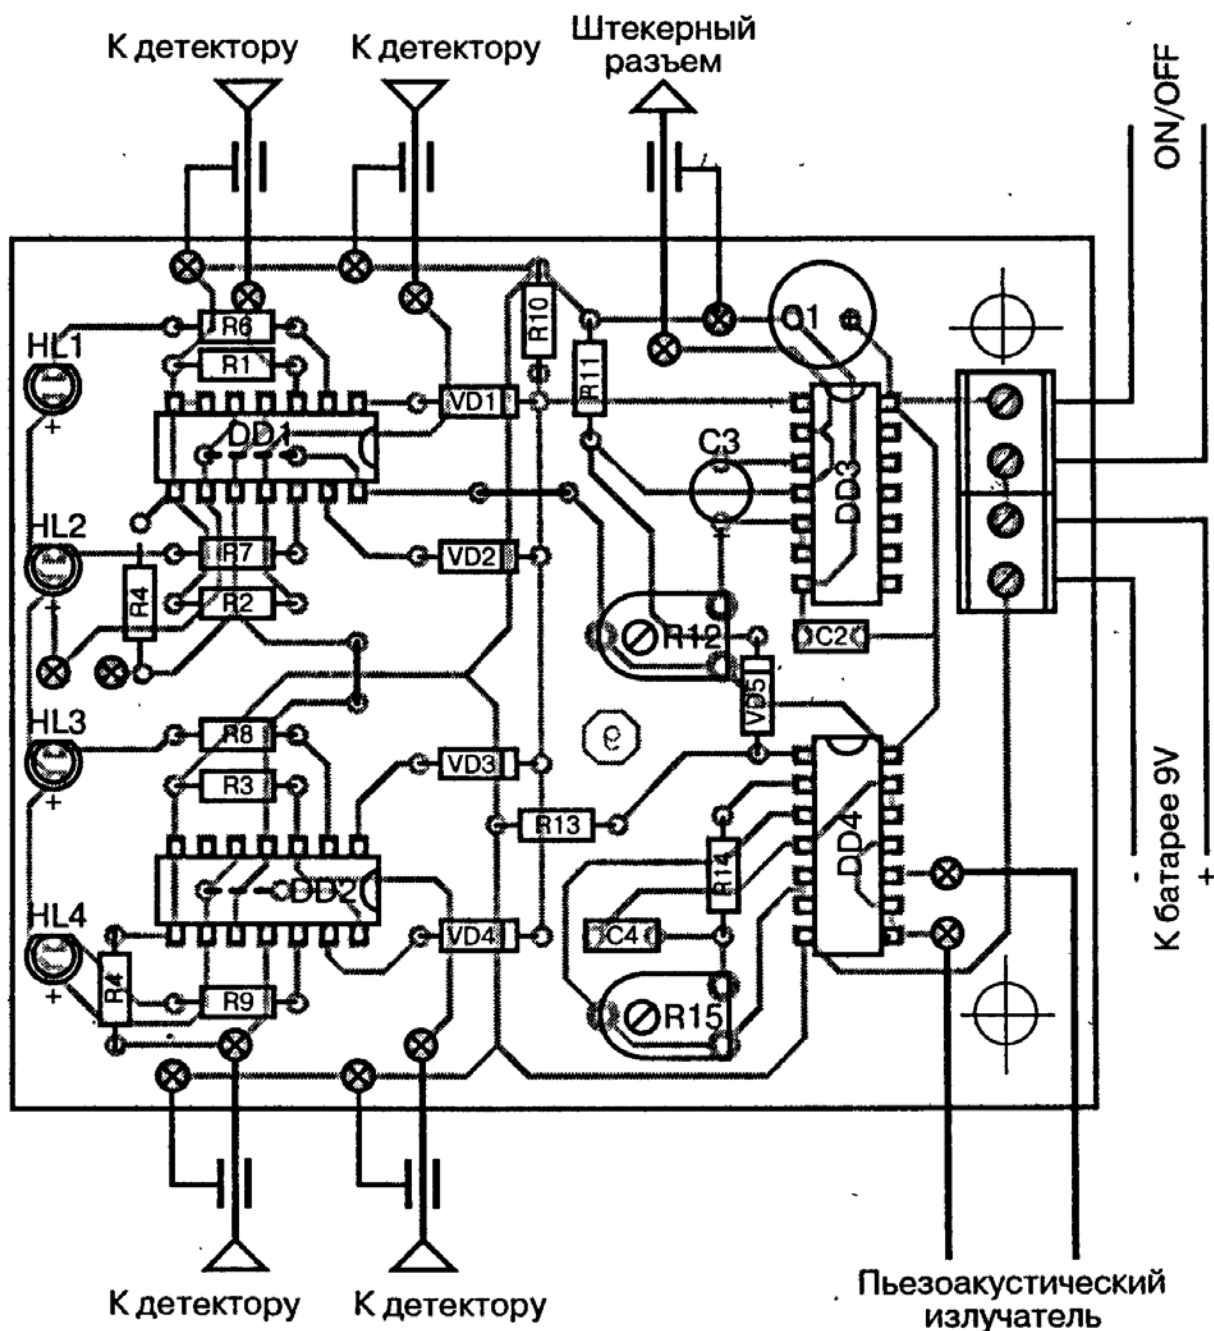 К детектору
К детектору
Штекерный
разъем
ON/OFF
HL1
+
R6
R1
R10
R11
1
VD1
DD1
C3
DD3
HL2
+
R7
R2
R4
VD2
R12
C2
VD5
HL3
+
R8
R3
VD3
R13
R14
DD4
DD2
HL4
+
R4
R9
VD4
C4
R15
-
+
К батарее 9V
К детектору
К детектору
Пьезоакустический
излучатель